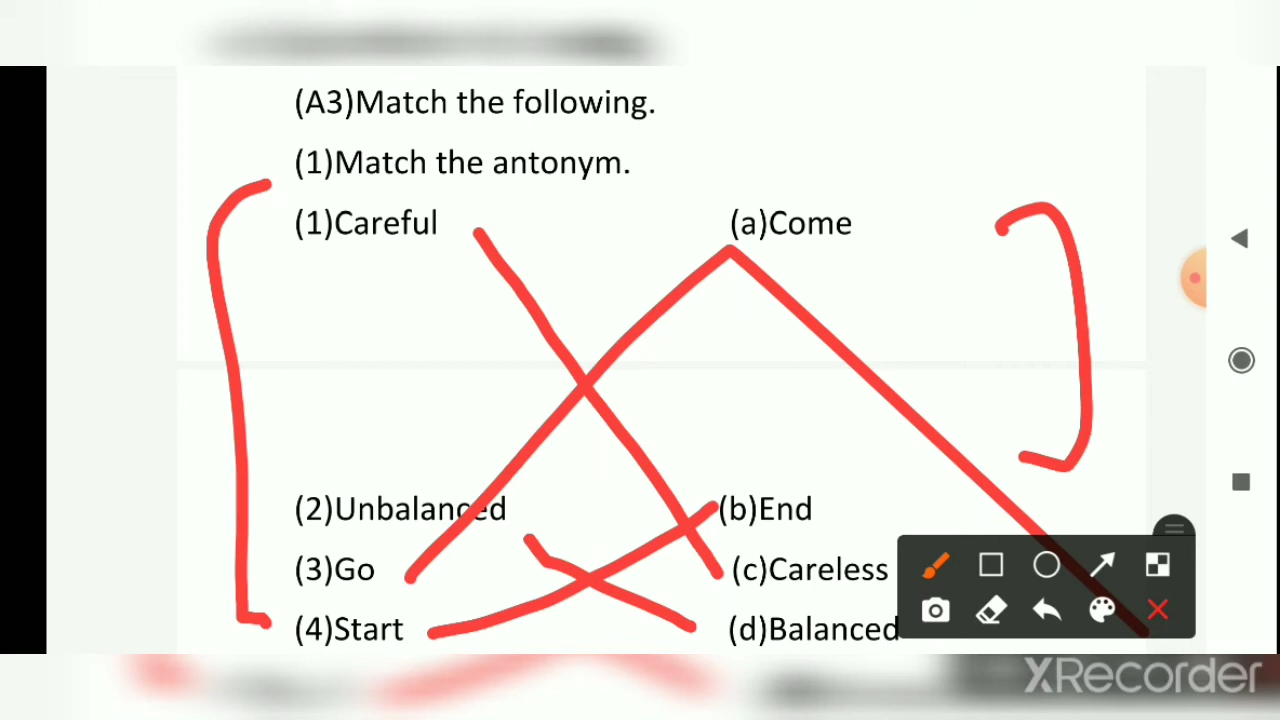 (A3)Match the following.
(1)Match the antonym.
(1)Careful (a)Come
(2)Unbalanced (b)End
(3)Go (c)Careless
(4)Start (d)Balanced
XRecorder